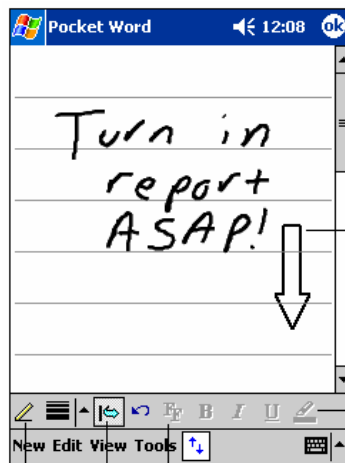 Pocket Word 12:08 ok
Turn in
report
ASAP!
B I U
New Edit View Tools